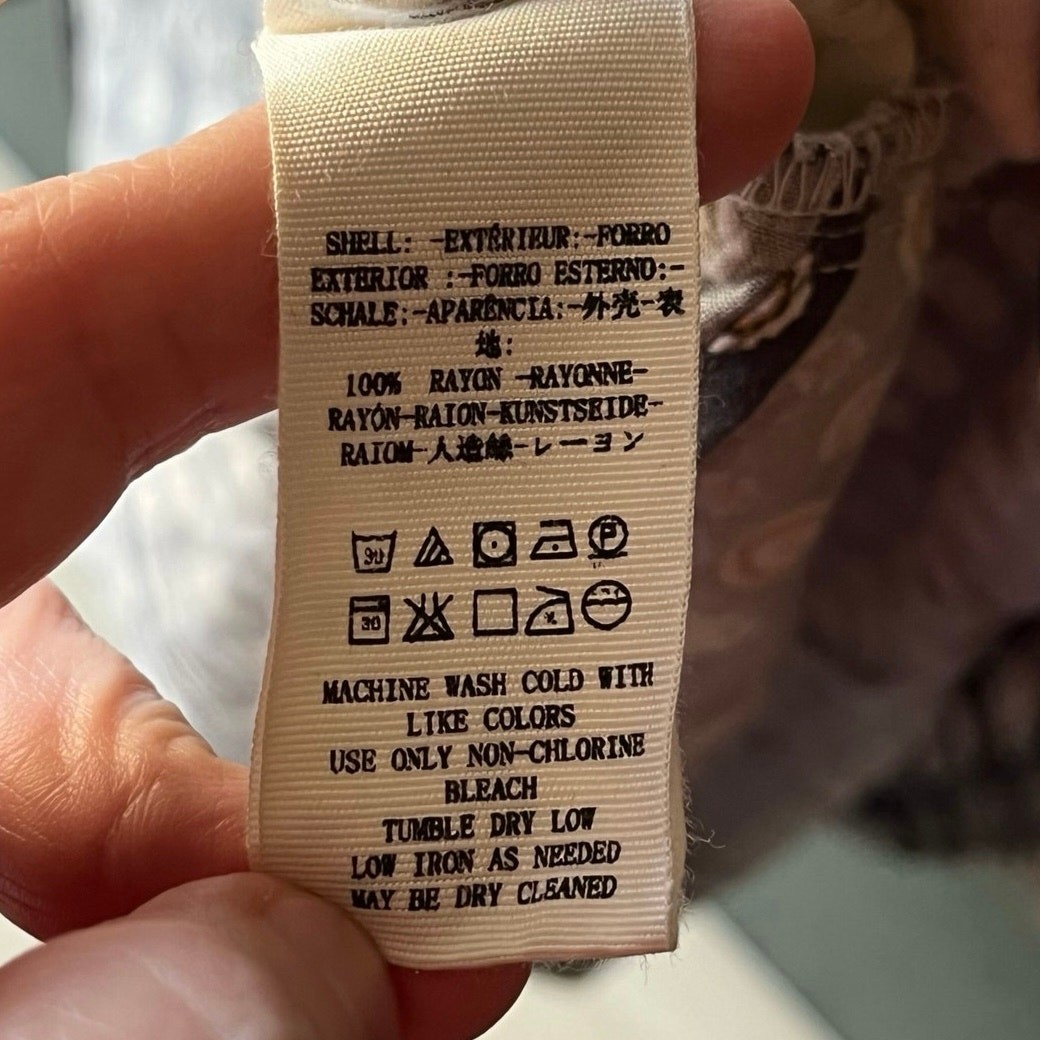 SHELL: -EXTÉRIEUR:-FORRO
EXTERIOR :-FORRO ESTERNO:-
SCHALE:-APARÊNCIA:-外壳-表
地:
100% RAYON -RAYONNE-
RAYÓN-RAION-KUNSTSEIDE-
RAIOM-人造絲-レーヨン
30
P
30
MACHINE WASH COLD WITH
LIKE COLORS
USE ONLY NON-CHLORINE
BLEACH
TUMBLE DRY LOW
LOW IRON AS NEEDED
MAY BE DRY CLEANED